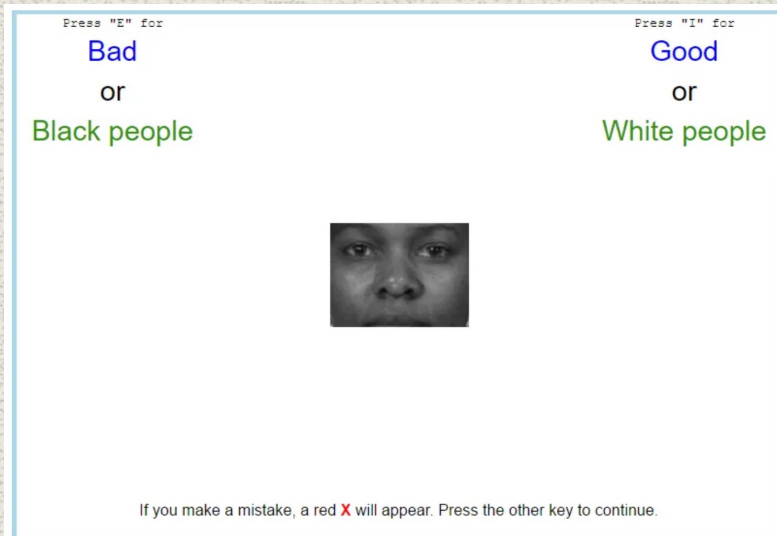 Press "E" for
Bad
or
Black people
Press "I" for
Good
or
White people
If you make a mistake, a red X will appear. Press the other key to continue.